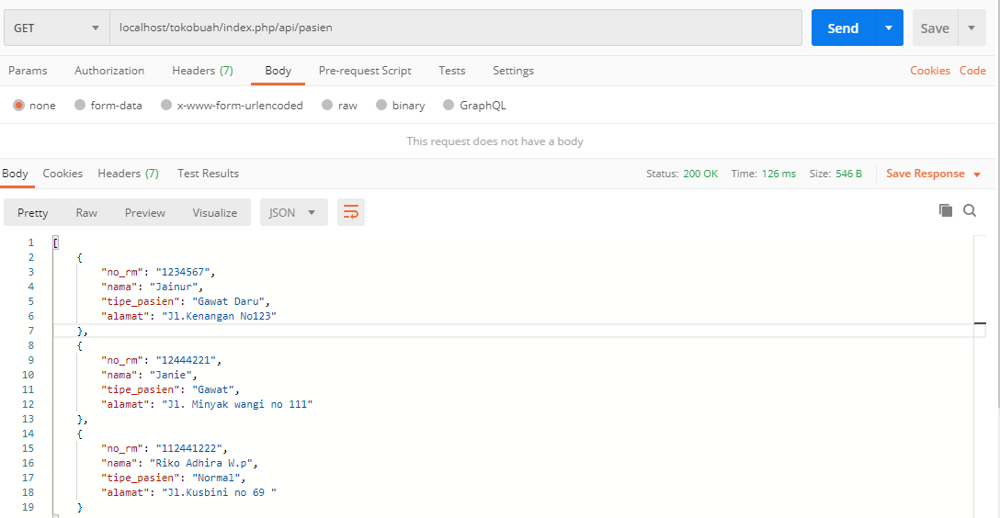 GET localhost/tokobuah/index.php/api/pasien Send Save
Params Authorization Headers (7) Body Pre-request Script Tests Settings Cookies Code
none form-data x-www-form-urlencoded raw binary GraphQL
This request does not have a body
Body Cookies Headers (7) Test Results Status: 200 OK Time: 126 ms Size: 546 B Save Response
Pretty Raw Preview Visualize JSON
1 [
2 {
3 "no_rm": "1234567",
4 "nama": "Jainur",
5 "tipe_pasien": "Gawat Daru",
6 "alamat": "Jl.Kenangan No123"
7 },
8 {
9 "no_rm": "12444221",
10 "nama": "Janie",
11 "tipe_pasien": "Gawat",
12 "alamat": "Jl. Minyak wangi no 111"
13 },
14 {
15 "no_rm": "112441222",
16 "nama": "Riko Adhira W.p",
17 "tipe_pasien": "Normal",
18 "alamat": "Jl.Kusbini no 69 "
19 }